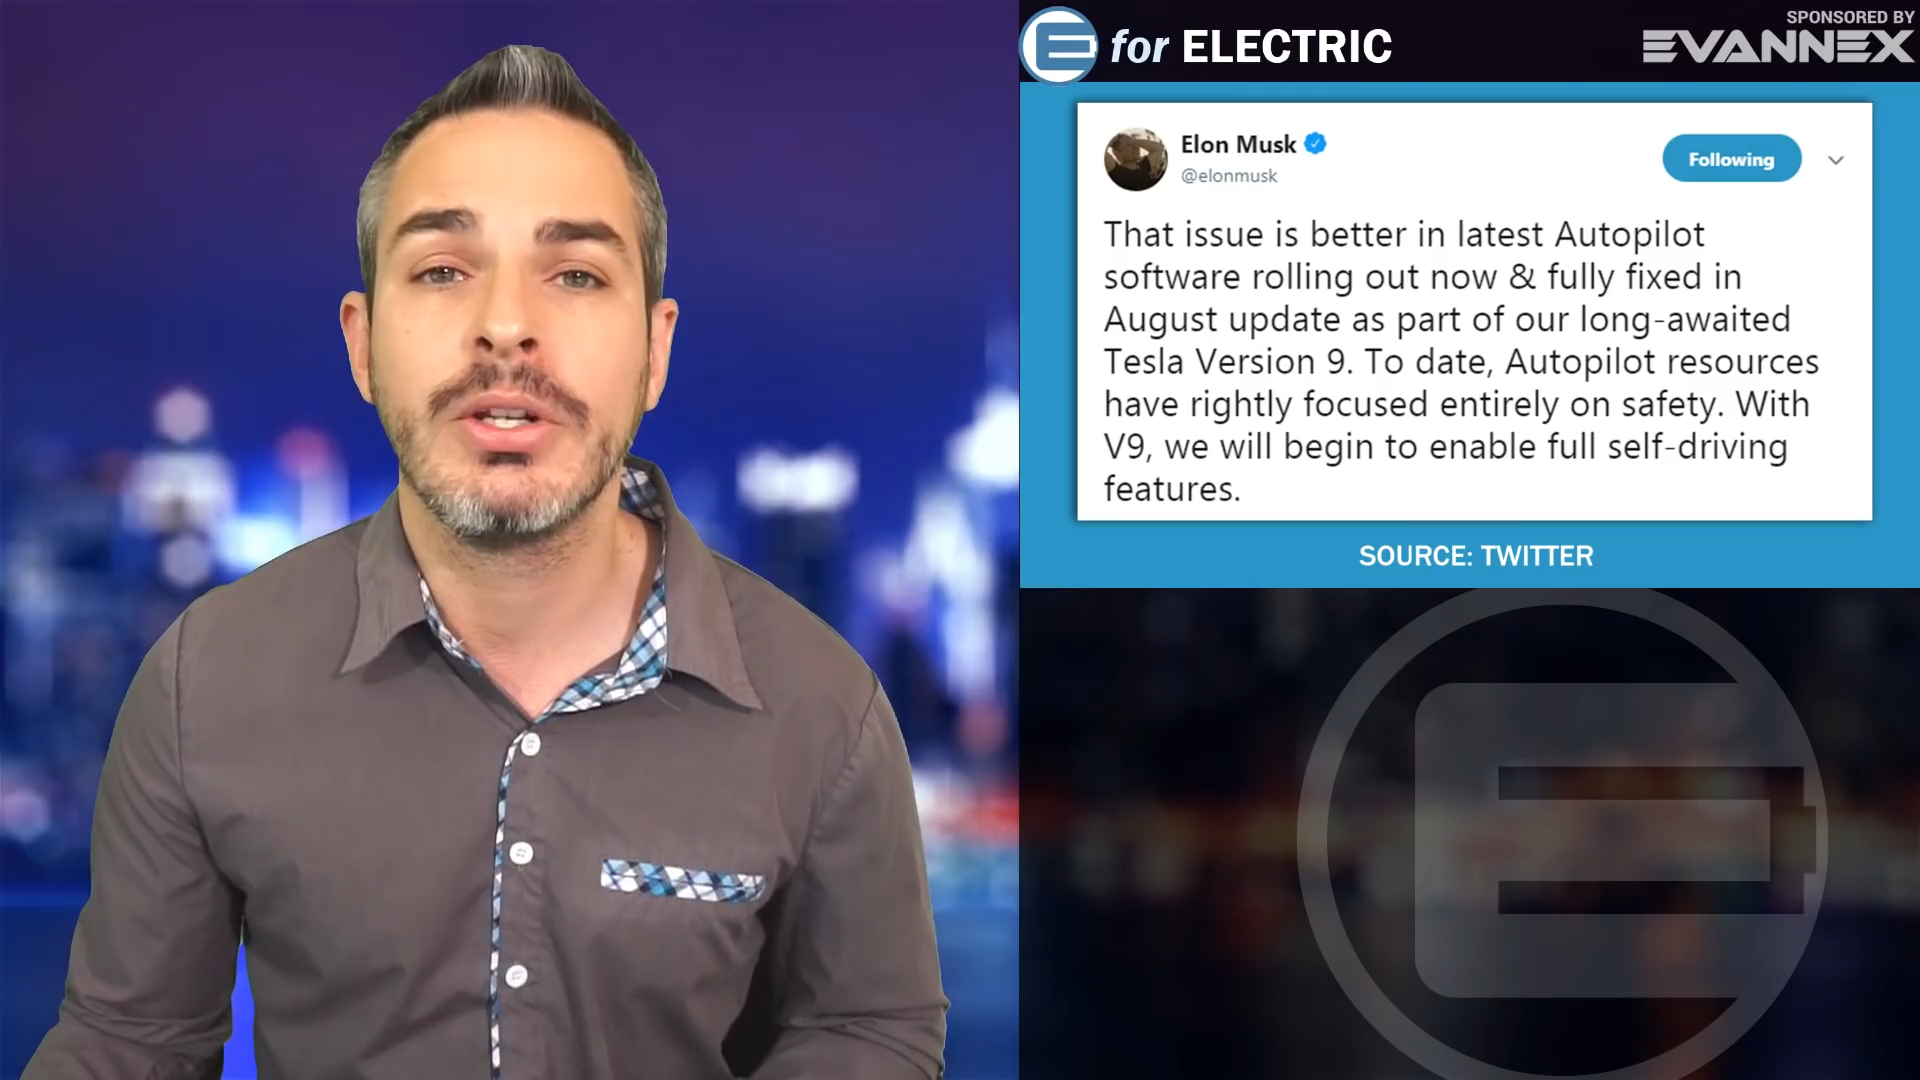 for ELECTRIC
SPONSORED BY
EVANNEX
Elon Musk
@elonmusk
Following
That issue is better in latest Autopilot
software rolling out now & fully fixed in
August update as part of our long-awaited
Tesla Version 9. To date, Autopilot resources
have rightly focused entirely on safety. With
V9, we will begin to enable full self-driving
features.
SOURCE: TWITTER